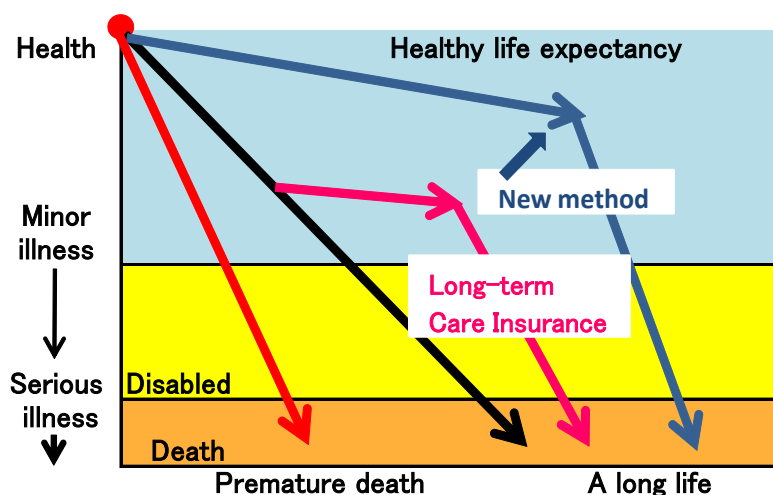 Health
Healthy life expectancy
New method
Minor
illness
Long-term
Care Insurance
Serious
illness
Disabled
Death
Premature death
A long life